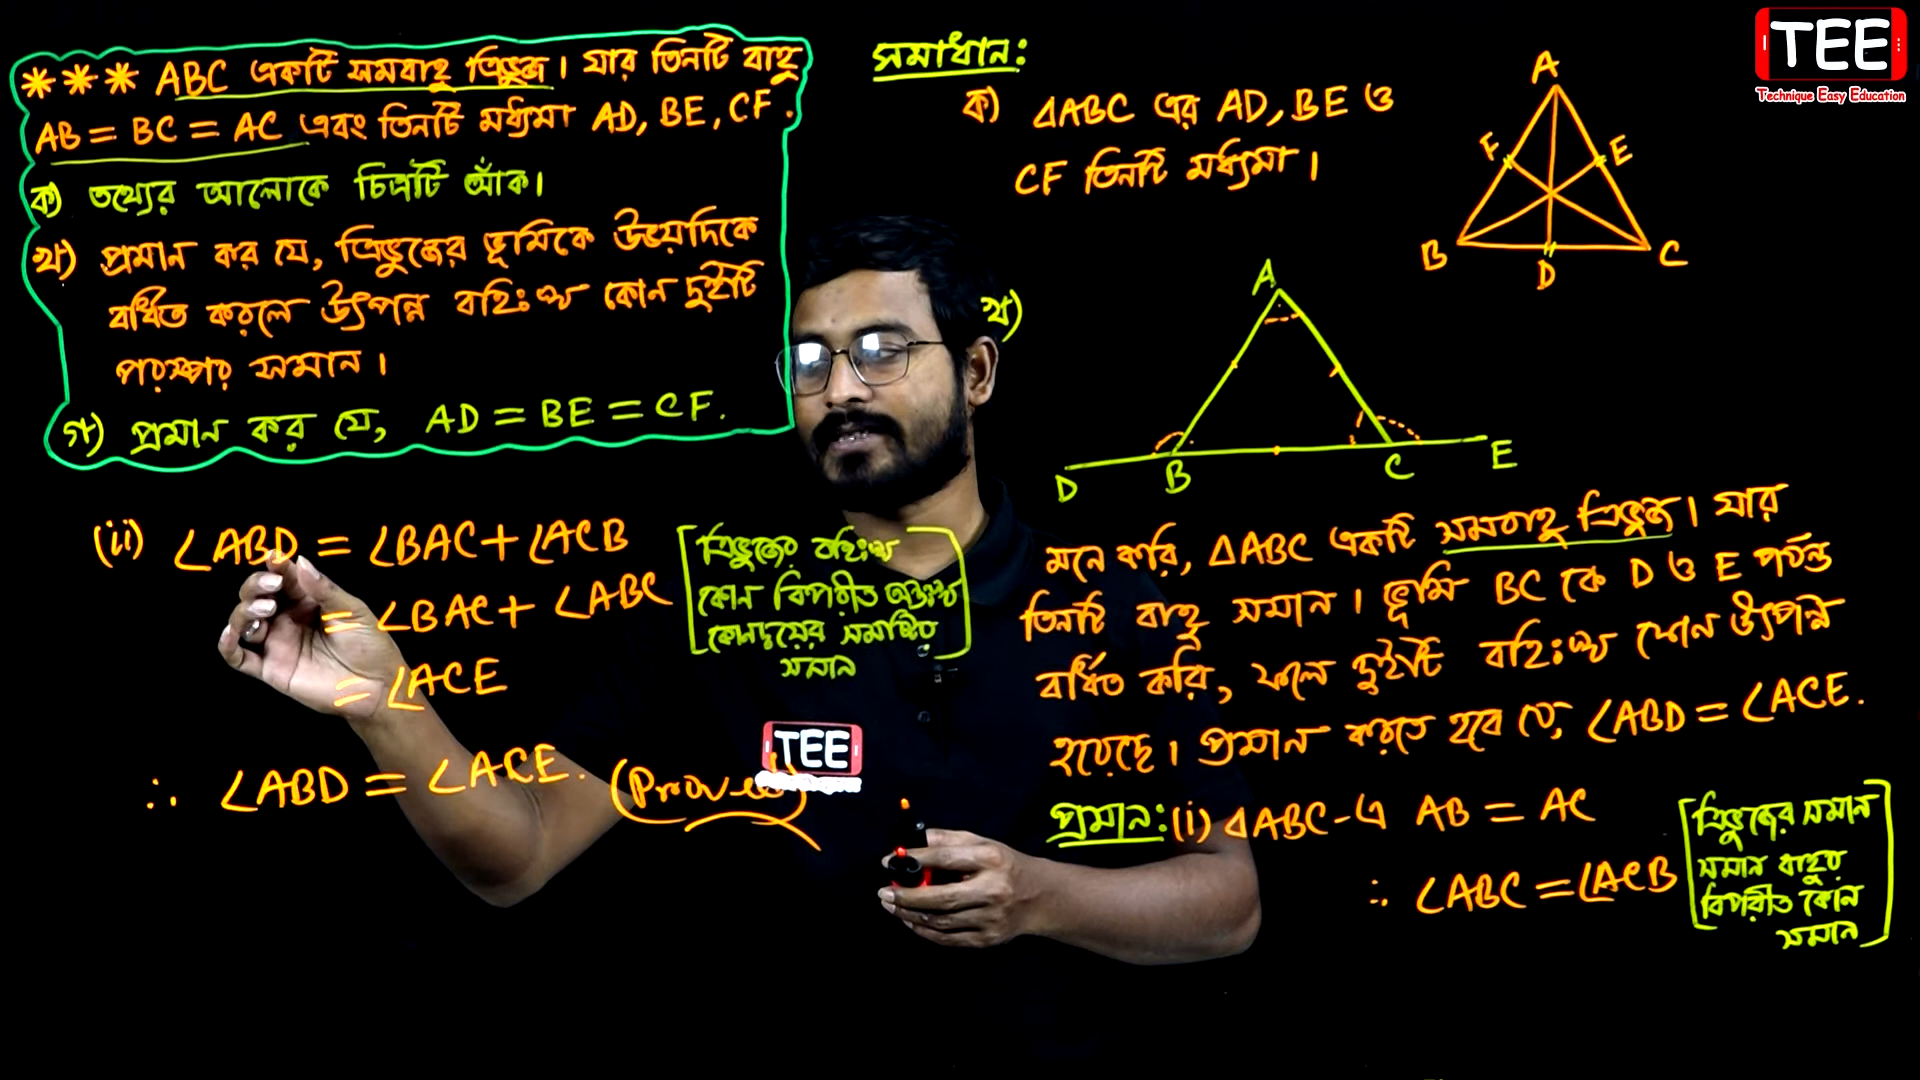 *** ABC একটি সমবাহু ত্রিভুজ। যার তিনটি বাহু
AB = BC = AC এবং তিনটি মধ্যমা AD, BE, CF.
ক) তথ্যের আলোকে চিত্রটি আঁক।
খ) প্রমান কর যে, ত্রিভুজের ভূমিকে উভয়দিকে
বর্ধিত করলে উৎপন্ন বহিঃস্থ কোন দুইটি
পরস্পর সমান।
গ) প্রমান কর যে, AD = BE = CF.
সমাধান:
ক) ΔABC এর AD, BE ও
CF তিনটি মধ্যমা।
A
F
E
B
D
C
TEE
Technique Easy Education
খ)
A
D
B
C
E
মনে করি, ΔABC একটি সমবাহু ত্রিভুজ। যার
তিনটি বাহু সমান। ভূমি BC কে D ও E পর্যন্ত
বর্ধিত করি, ফলে দুইটি বহিঃস্থ কোন উৎপন্ন
হয়েছে। প্রমান করতে হবে যে, ∠ABD = ∠ACE.
প্রমান: (i) ΔABC-এ AB = AC
∴ ∠ABC = ∠ACB
[ত্রিভুজের সমান
সমান বাহুর
বিপরীত কোন
সমান]
(ii) ∠ABD = ∠BAC + ∠ACB
= ∠BAC + ∠ABC
= ∠ACE
[ত্রিভুজের বহিঃস্থ
কোন বিপরীত অন্তঃস্থ
কোনদ্বয়ের সমষ্টির
সমান]
∴ ∠ABD = ∠ACE. (Proved)
TEE